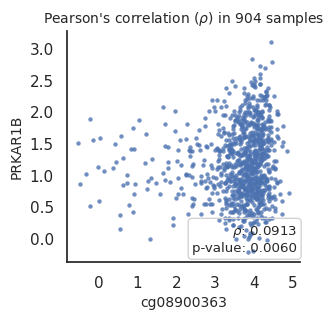 Pearson's correlation (ρ) in 904 samples
3.0
2.5
2.0
1.5
1.0
0.5
0.0
PRKAR1B
ρ: 0.0913
p-value: 0.0060
0 1 2 3 4 5
cg08900363